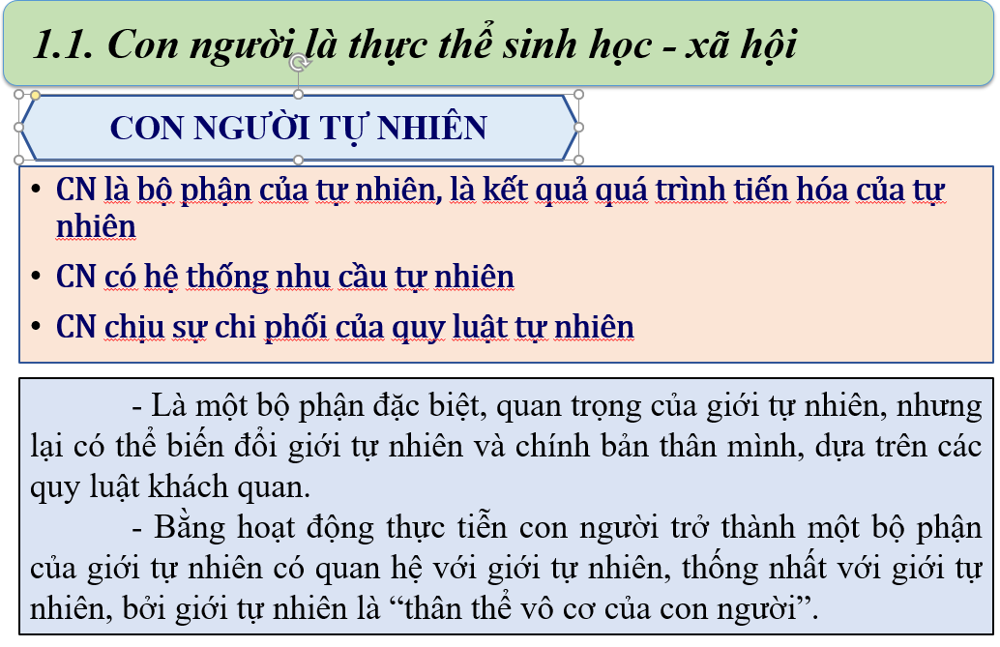 1.1. Con người là thực thể sinh học - xã hội
CON NGƯỜI TỰ NHIÊN
• CN là bộ phận của tự nhiên, là kết quả quá trình tiến hóa của tự
nhiên
• CN có hệ thống nhu cầu tự nhiên
• CN chịu sự chi phối của quy luật tự nhiên
- Là một bộ phận đặc biệt, quan trọng của giới tự nhiên, nhưng
lại có thể biến đổi giới tự nhiên và chính bản thân mình, dựa trên các
quy luật khách quan.
- Bằng hoạt động thực tiễn con người trở thành một bộ phận
của giới tự nhiên có quan hệ với giới tự nhiên, thống nhất với giới tự
nhiên, bởi giới tự nhiên là “thân thể vô cơ của con người”.